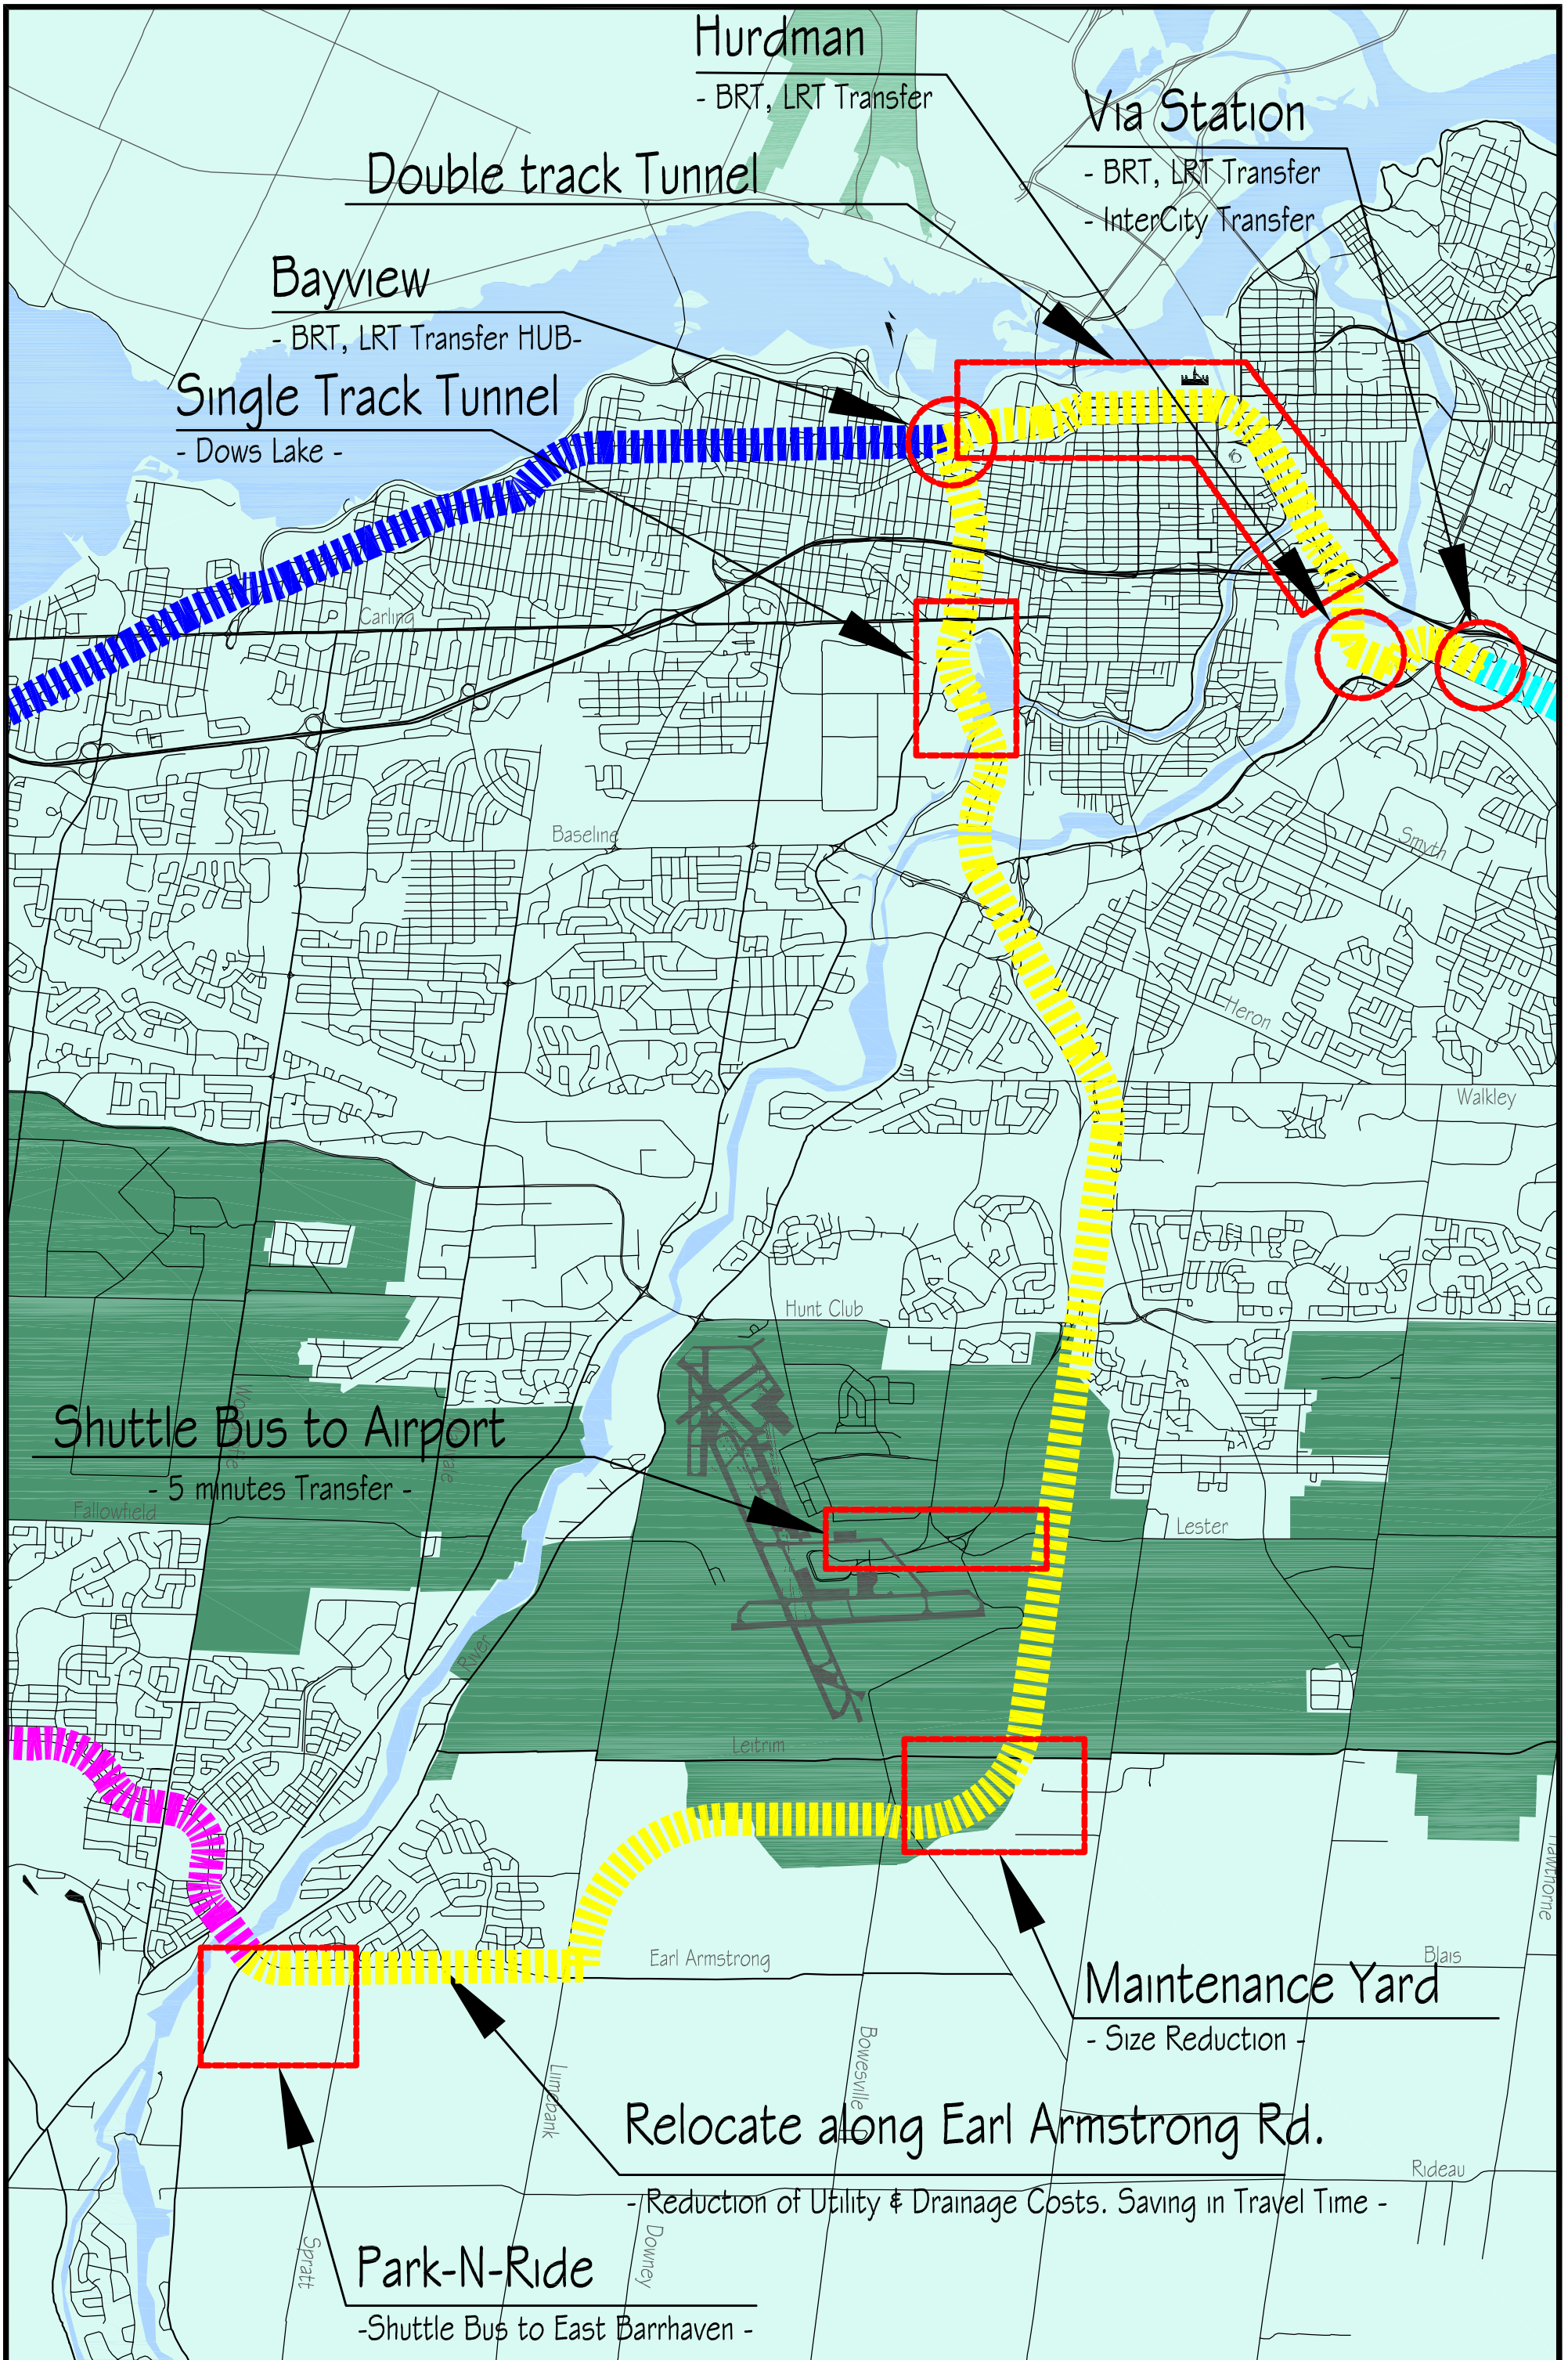 Hurdman
- BRT, LRT Transfer
Via Station
- BRT, LRT Transfer
- InterCity Transfer
Double track Tunnel
Bayview
- BRT, LRT Transfer HUB-
Single Track Tunnel
- Dows Lake -
Carling
Baseline
Smyth
Heron
Walkley
Hunt Club
Shuttle Bus to Airport
- 5 minutes Transfer -
Fallowfield
Lester
River
Leitrim
Hawthorne
Earl Armstrong
Blais
Maintenance Yard
- Size Reduction -
Limebank
Bowesville
Relocate along Earl Armstrong Rd.
- Reduction of Utility & Drainage Costs. Saving in Travel Time -
Rideau
Spratt
Downey
Park-N-Ride
-Shuttle Bus to East Barrhaven -